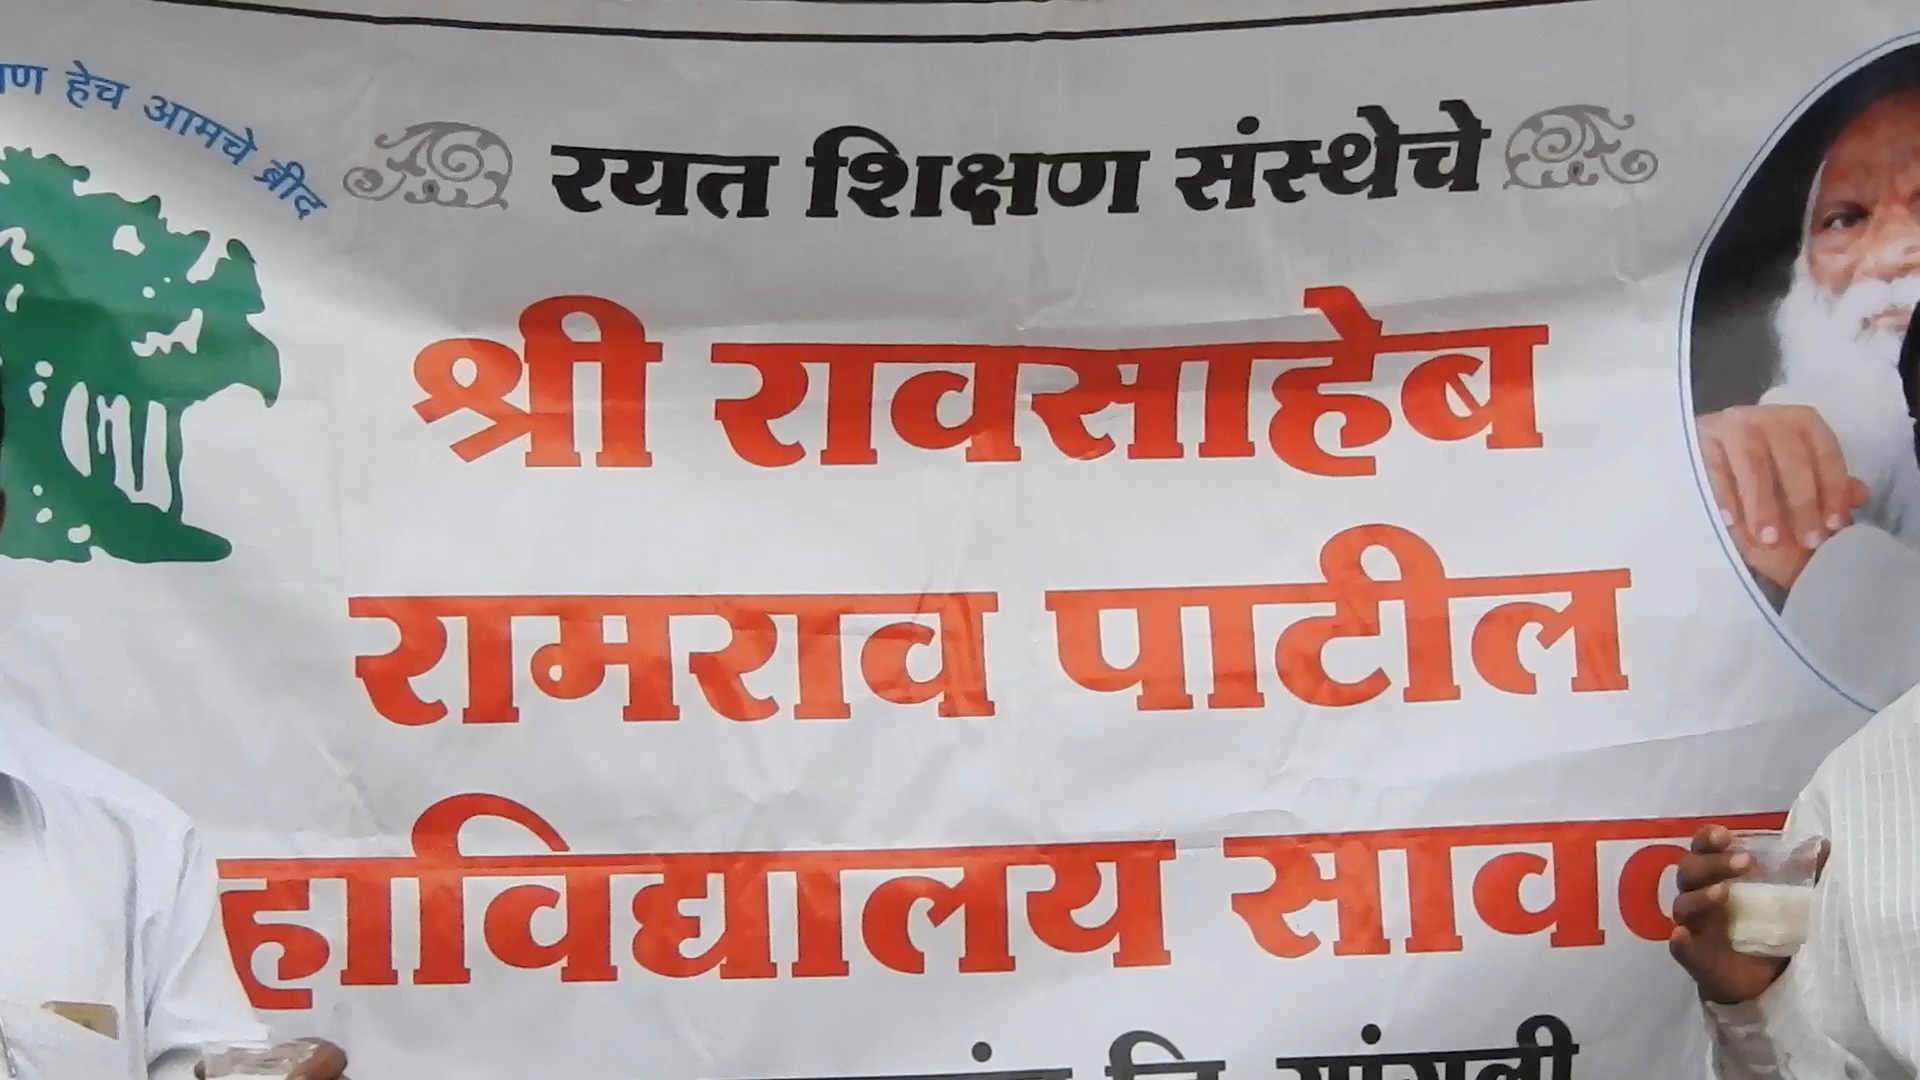 हेच आमचे ब्रीद
रयत शिक्षण संस्थेचे
श्री रावसाहेब
रामराव पाटील
हाविद्यालय